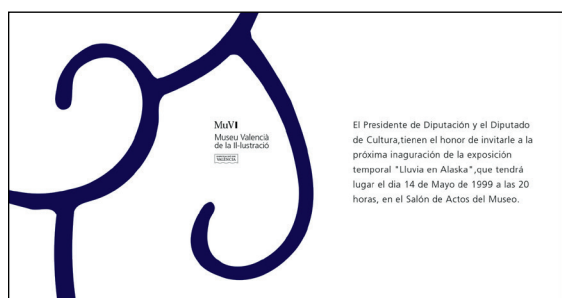 MuVI
Museu Valencià
de la Il·lustració
VALÈNCIA
El Presidente de Diputación y el Diputado
de Cultura,tienen el honor de invitarle a la
próxima inaguración de la exposición
temporal "Lluvia en Alaska",que tendrá
lugar el dia 14 de Mayo de 1999 a las 20
horas, en el Salón de Actos del Museo.